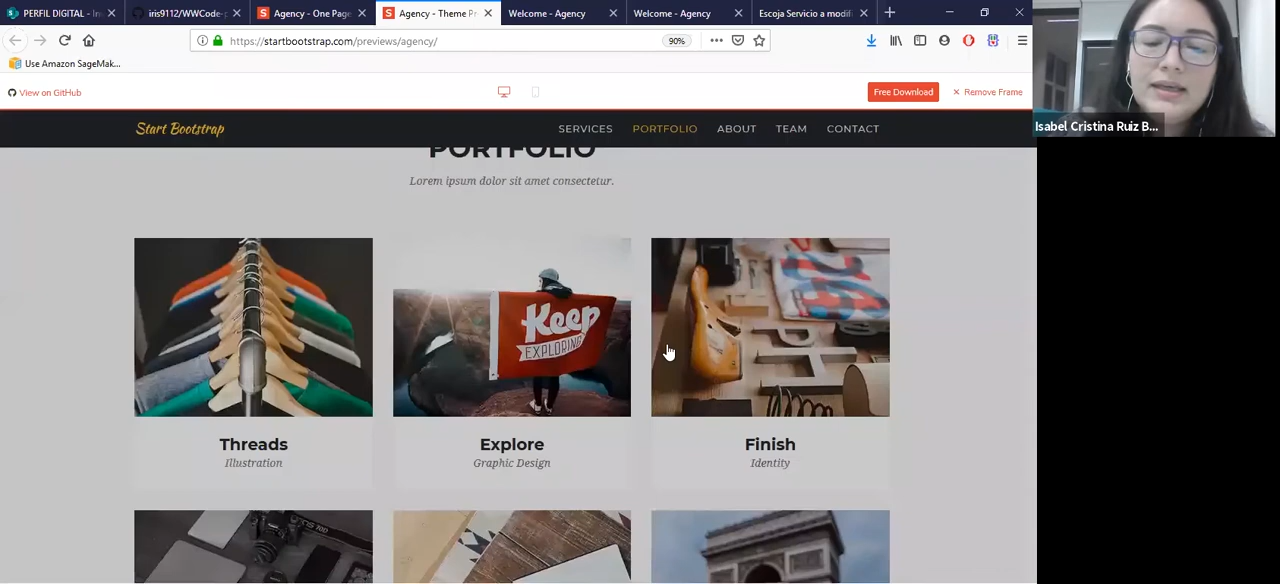 PERFIL DIGITAL - In
iris9112/WWCode-
Agency - One Page
Agency - Theme Pr
Welcome - Agency
Welcome - Agency
Escoja Servicio a modif
https://startbootstrap.com/previews/agency/
90%
Use Amazon SageMak...
View on GitHub
Free Download
Remove Frame
Isabel Cristina Ruiz B...
Start Bootstrap
SERVICES
PORTFOLIO
ABOUT
TEAM
CONTACT
PORTFOLIO
Lorem ipsum dolor sit amet consectetur.
Keep
EXPLORING
Threads
Explore
Finish
Illustration
Graphic Design
Identity